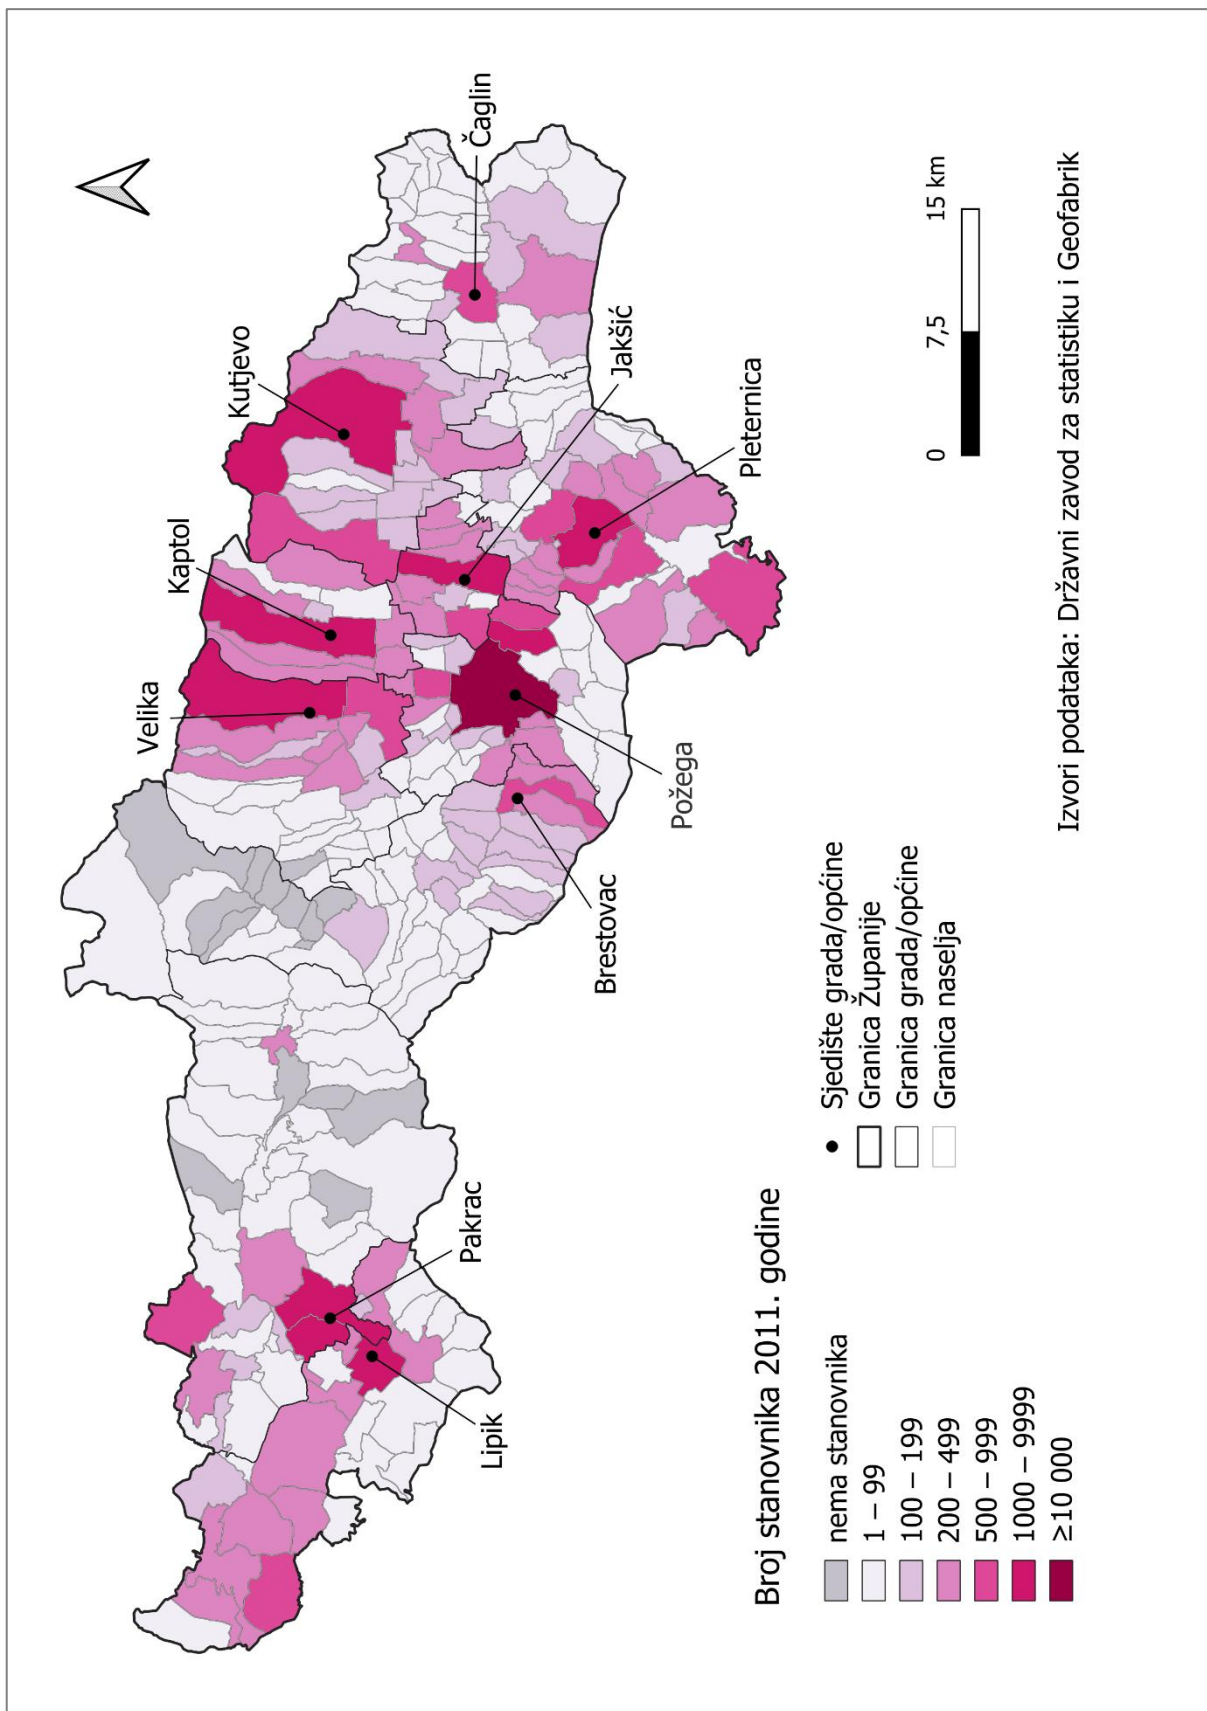 Lipik
Pakrac
Brestovac
Velika
Požega
Kaptol
Kutjevo
Jakšić
Pleternica
Čaglin
Broj stanovnika 2011. godine
nema stanovnika
1 – 99
100 – 199
200 – 499
500 – 999
1000 – 9999
≥10 000
Sjedište grada/općine
Granica Županije
Granica grada/općine
Granica naselja
0 7,5 15 km
Izvori podataka: Državni zavod za statistiku i Geofabrik